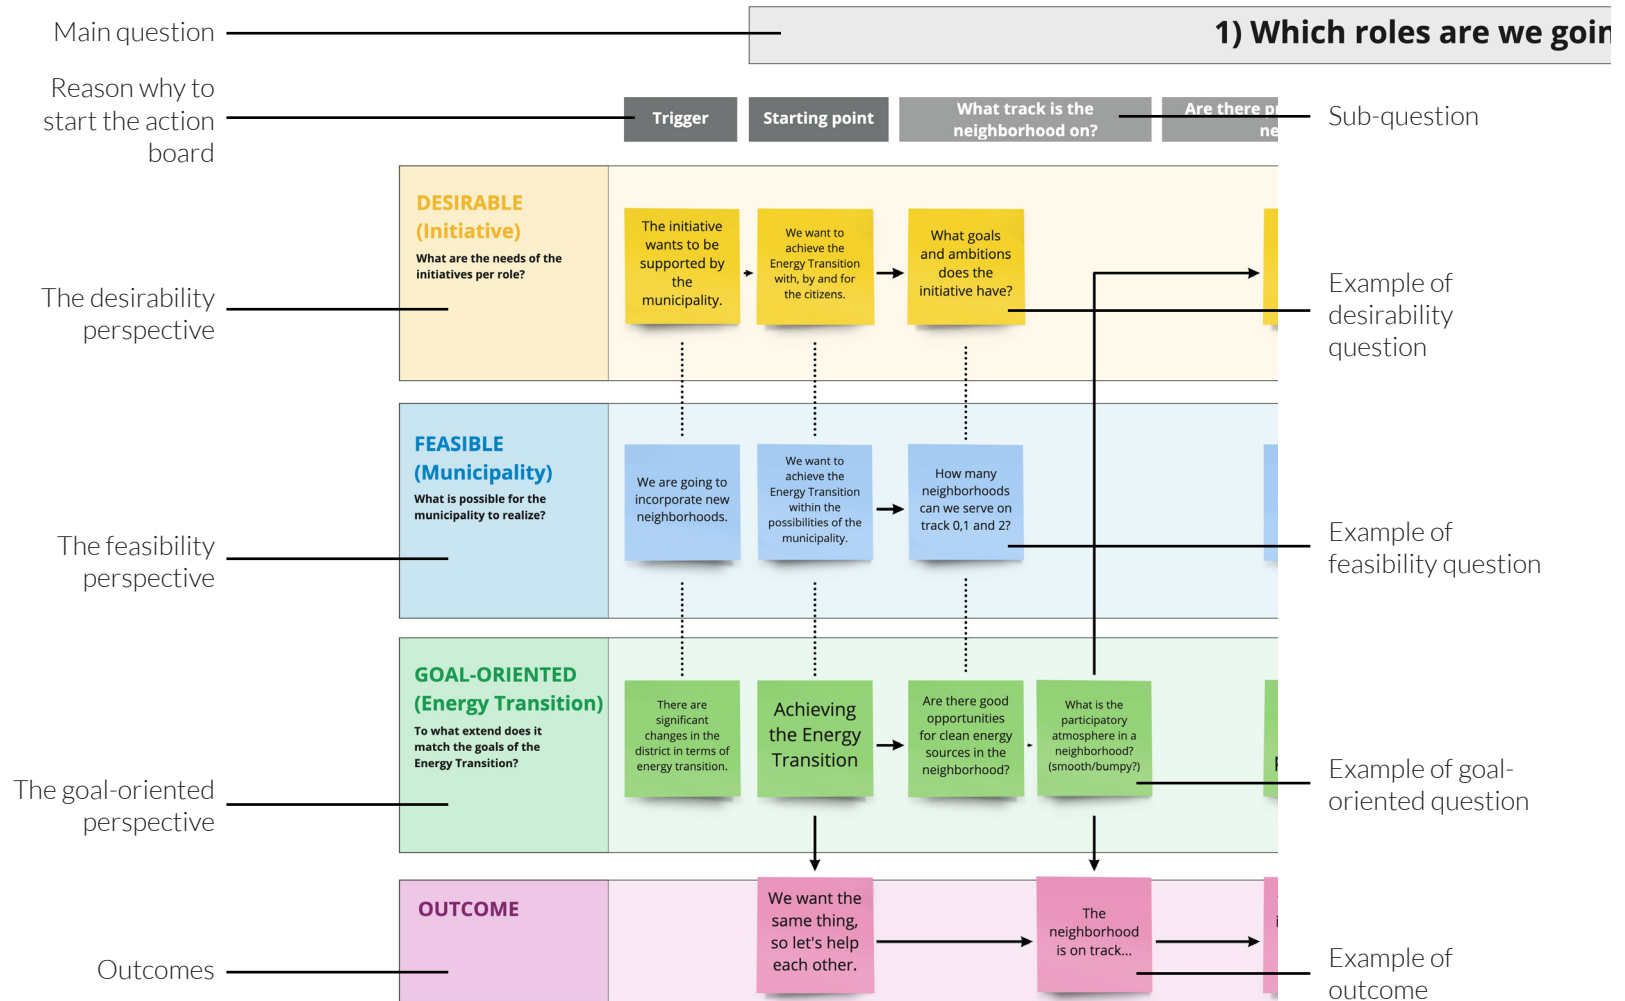 Main question
1) Which roles are we goin
Reason why to
start the action
board
Trigger
Starting point
What track is the
neighborhood on?
Are there
ne
Sub-question
DESIRABLE
(Initiative)
What are the needs of the
initiatives per role?
The initiative
wants to be
supported by
the
municipality.
We want to
achieve the
Energy Transition
with, by and for
the citizens.
What goals
and ambitions
does the
initiative have?
The desirability
perspective
Example of
desirability
question
FEASIBLE
(Municipality)
What is possible for the
municipality to realize?
We are going to
incorporate new
neighborhoods.
We want to
achieve the
Energy Transition
within the
possibilities of the
municipality.
How many
neighborhoods
can we serve on
track 0,1 and 2?
The feasibility
perspective
Example of
feasibility question
GOAL-ORIENTED
(Energy Transition)
To what extend does it
match the goals of the
Energy Transition?
There are
significant
changes in the
district in terms of
energy transition.
Achieving
the Energy
Transition
Are there good
opportunities
for clean energy
sources in the
neighborhood?
What is the
participatory
atmosphere in a
neighborhood?
(smooth/bumpy?)
The goal-oriented
perspective
Example of goal-
oriented question
OUTCOME
We want the
same thing,
so let's help
each other.
The
neighborhood
is on track...
Outcomes
Example of
outcome